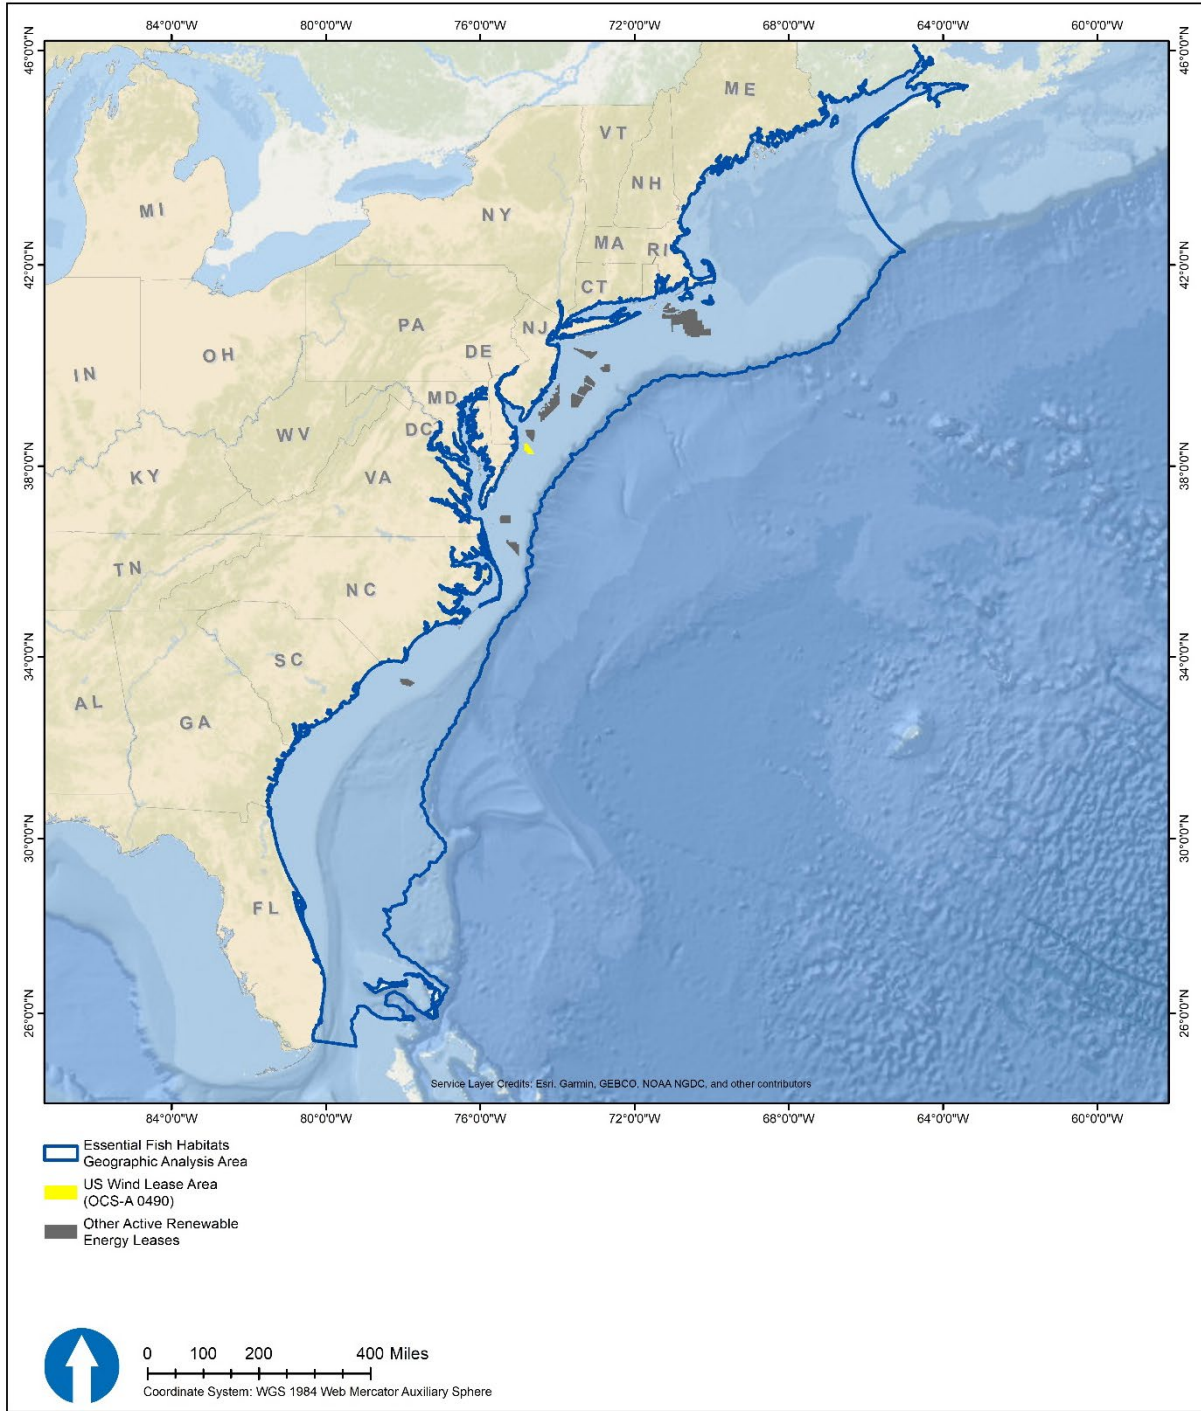 84°0'0"W 80°0'0"W 76°0'0"W 72°0'0"W 68°0'0"W 64°0'0"W 60°0'0"W
46°0'0"N 46°0'0"N
ME
VT
NH
MI
NY
MA RI
42°0'0"N 42°0'0"N
CT
PA NJ
OH DE
IN
MD
WV DC
38°0'0"N 38°0'0"N
KY VA
TN
NC
34°0'0"N 34°0'0"N
SC
AL
GA
30°0'0"N 30°0'0"N
FL
26°0'0"N 26°0'0"N
Service Layer Credits: Esri, Garmin, GEBCO, NOAA NGDC, and other contributors
84°0'0"W 80°0'0"W 76°0'0"W 72°0'0"W 68°0'0"W 64°0'0"W 60°0'0"W
Essential Fish Habitats
Geographic Analysis Area
US Wind Lease Area
(OCS-A 0490)
Other Active Renewable
Energy Leases
0 100 200 400 Miles
Coordinate System: WGS 1984 Web Mercator Auxiliary Sphere